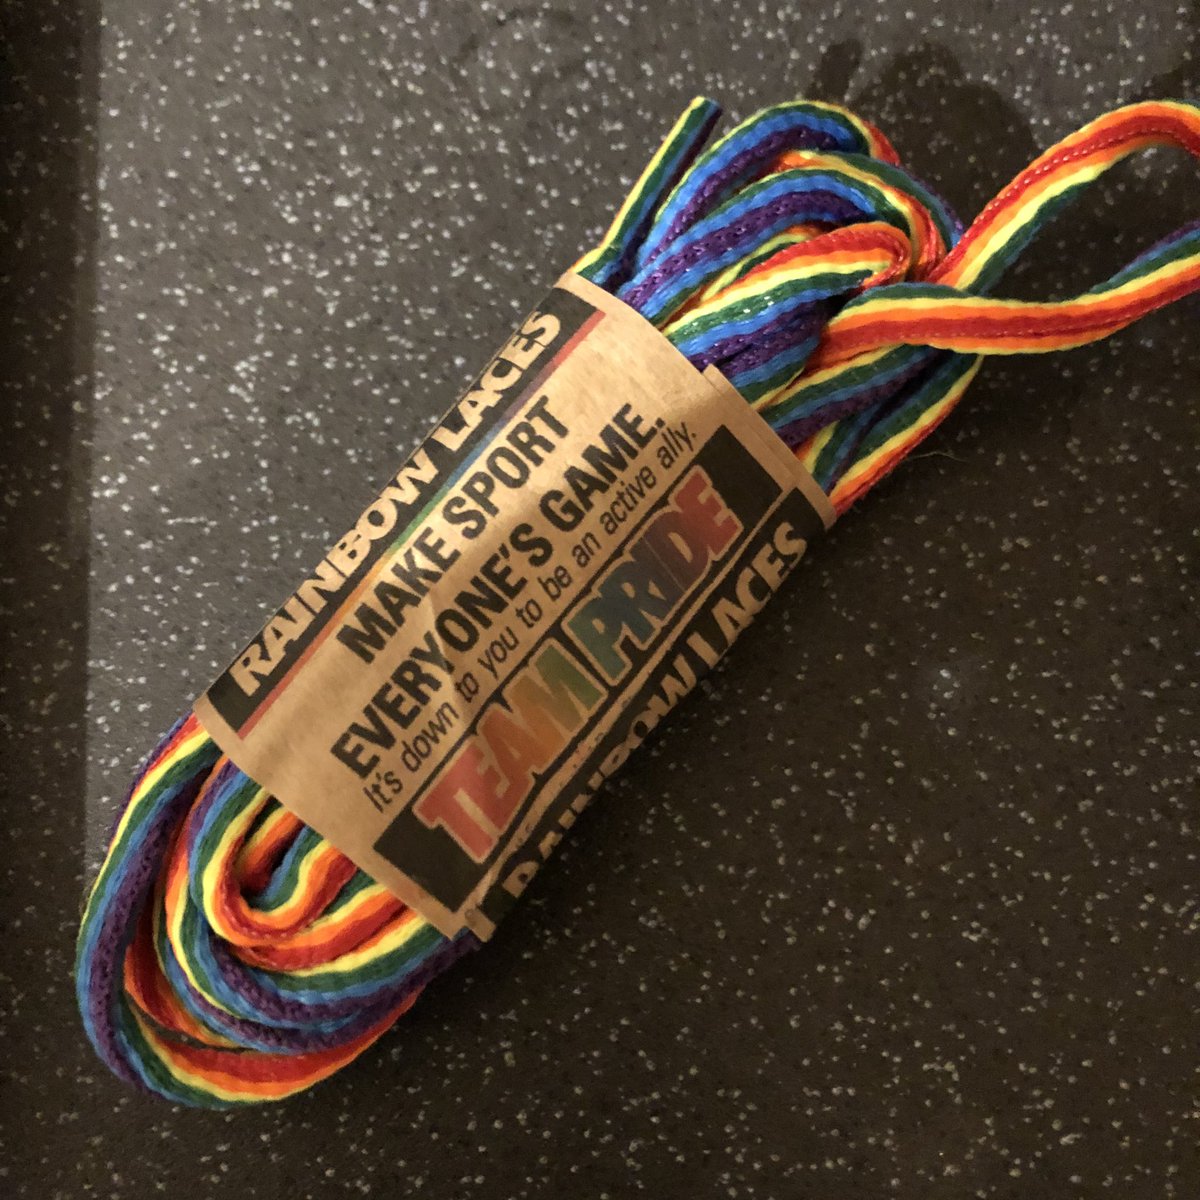 RAINBOW LACES
MAKE SPORT
EVERYONE'S GAME.
It's down to you to be an active ally.
TEAM PRIDE
RAINBOW LACES